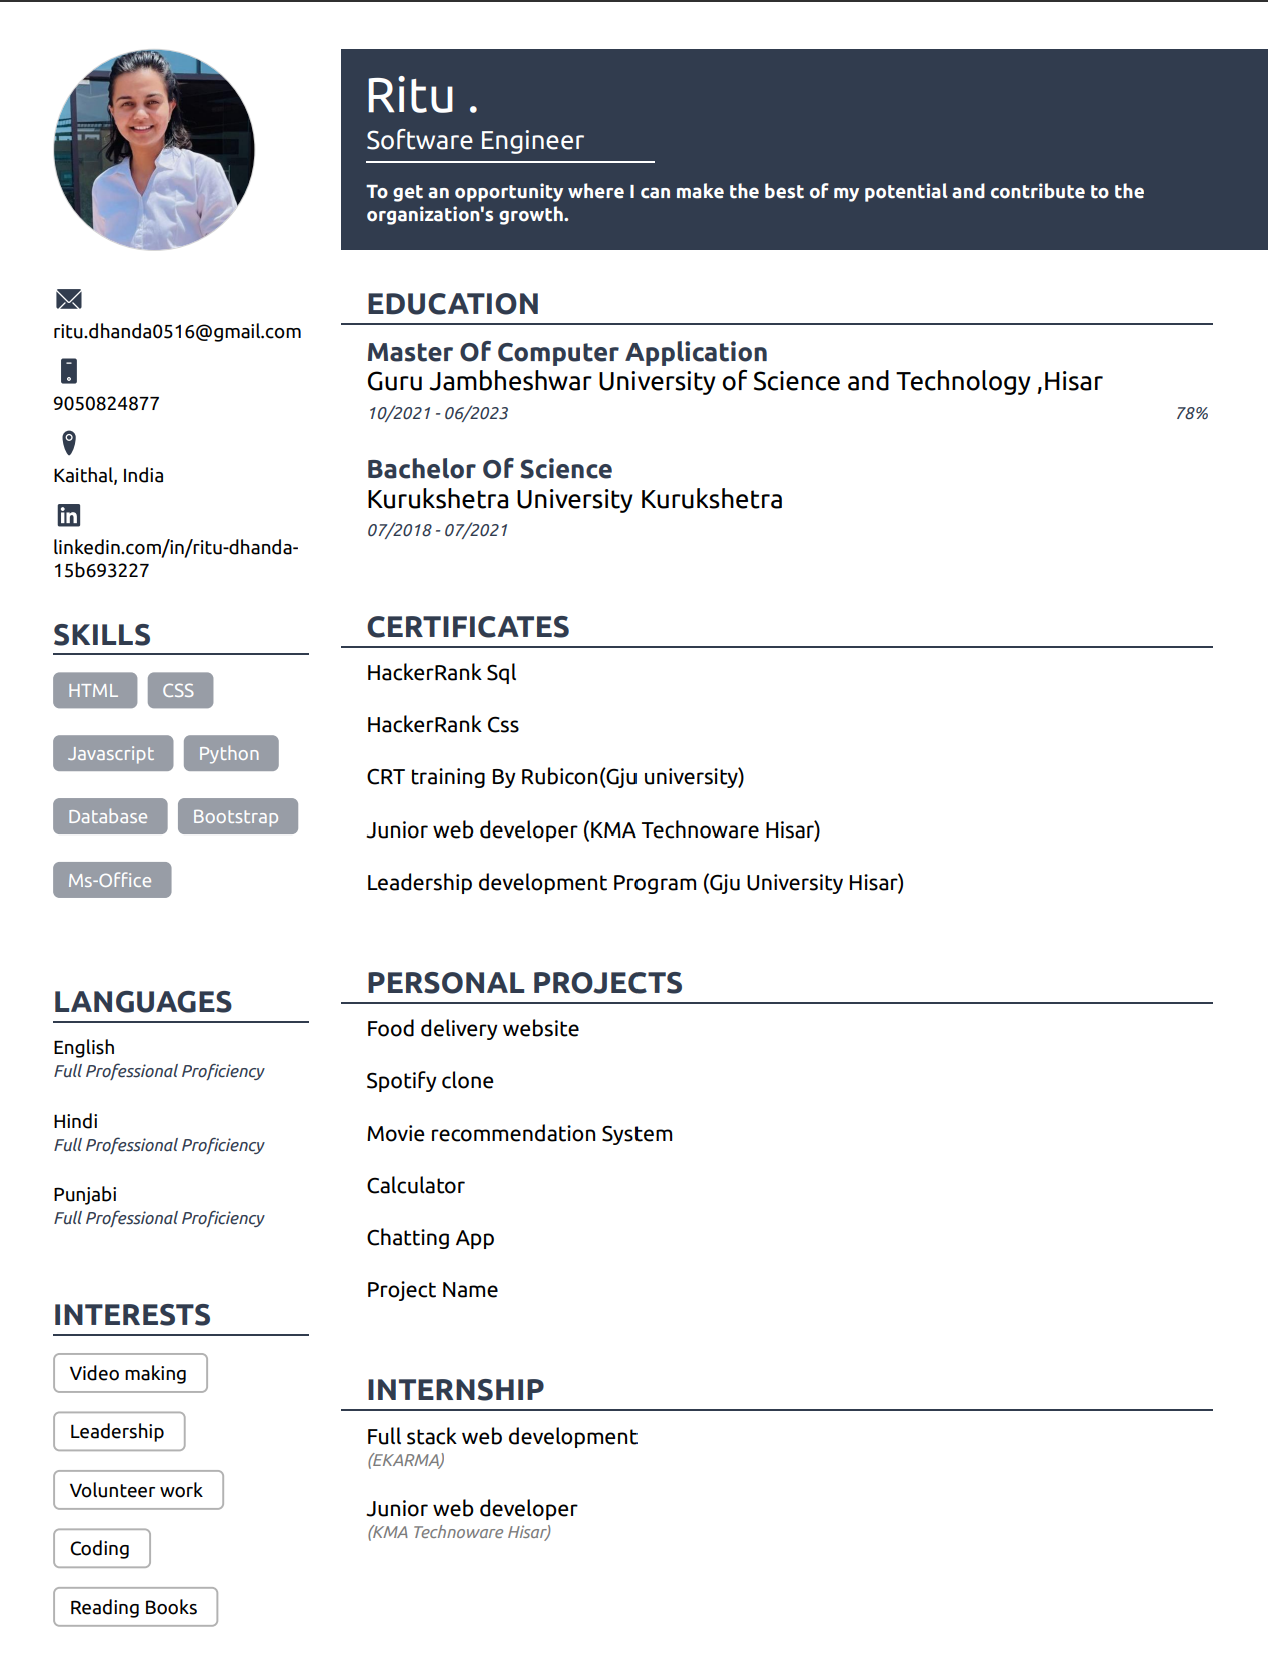 Ritu .
Software Engineer
To get an opportunity where I can make the best of my potential and contribute to the
organization's growth.
ritu.dhanda0516@gmail.com
9050824877
Kaithal, India
linkedin.com/in/ritu-dhanda-
15b693227
SKILLS
HTML CSS
Javascript Python
Database Bootstrap
Ms-Office
LANGUAGES
English
Full Professional Proficiency
Hindi
Full Professional Proficiency
Punjabi
Full Professional Proficiency
INTERESTS
Video making
Leadership
Volunteer work
Coding
Reading Books
EDUCATION
Master Of Computer Application
Guru Jambheshwar University of Science and Technology ,Hisar
10/2021 - 06/2023 78%
Bachelor Of Science
Kurukshetra University Kurukshetra
07/2018 - 07/2021
CERTIFICATES
HackerRank Sql
HackerRank Css
CRT training By Rubicon(Gju university)
Junior web developer (KMA Technoware Hisar)
Leadership development Program (Gju University Hisar)
PERSONAL PROJECTS
Food delivery website
Spotify clone
Movie recommendation System
Calculator
Chatting App
Project Name
INTERNSHIP
Full stack web development
(EKARMA)
Junior web developer
(KMA Technoware Hisar)